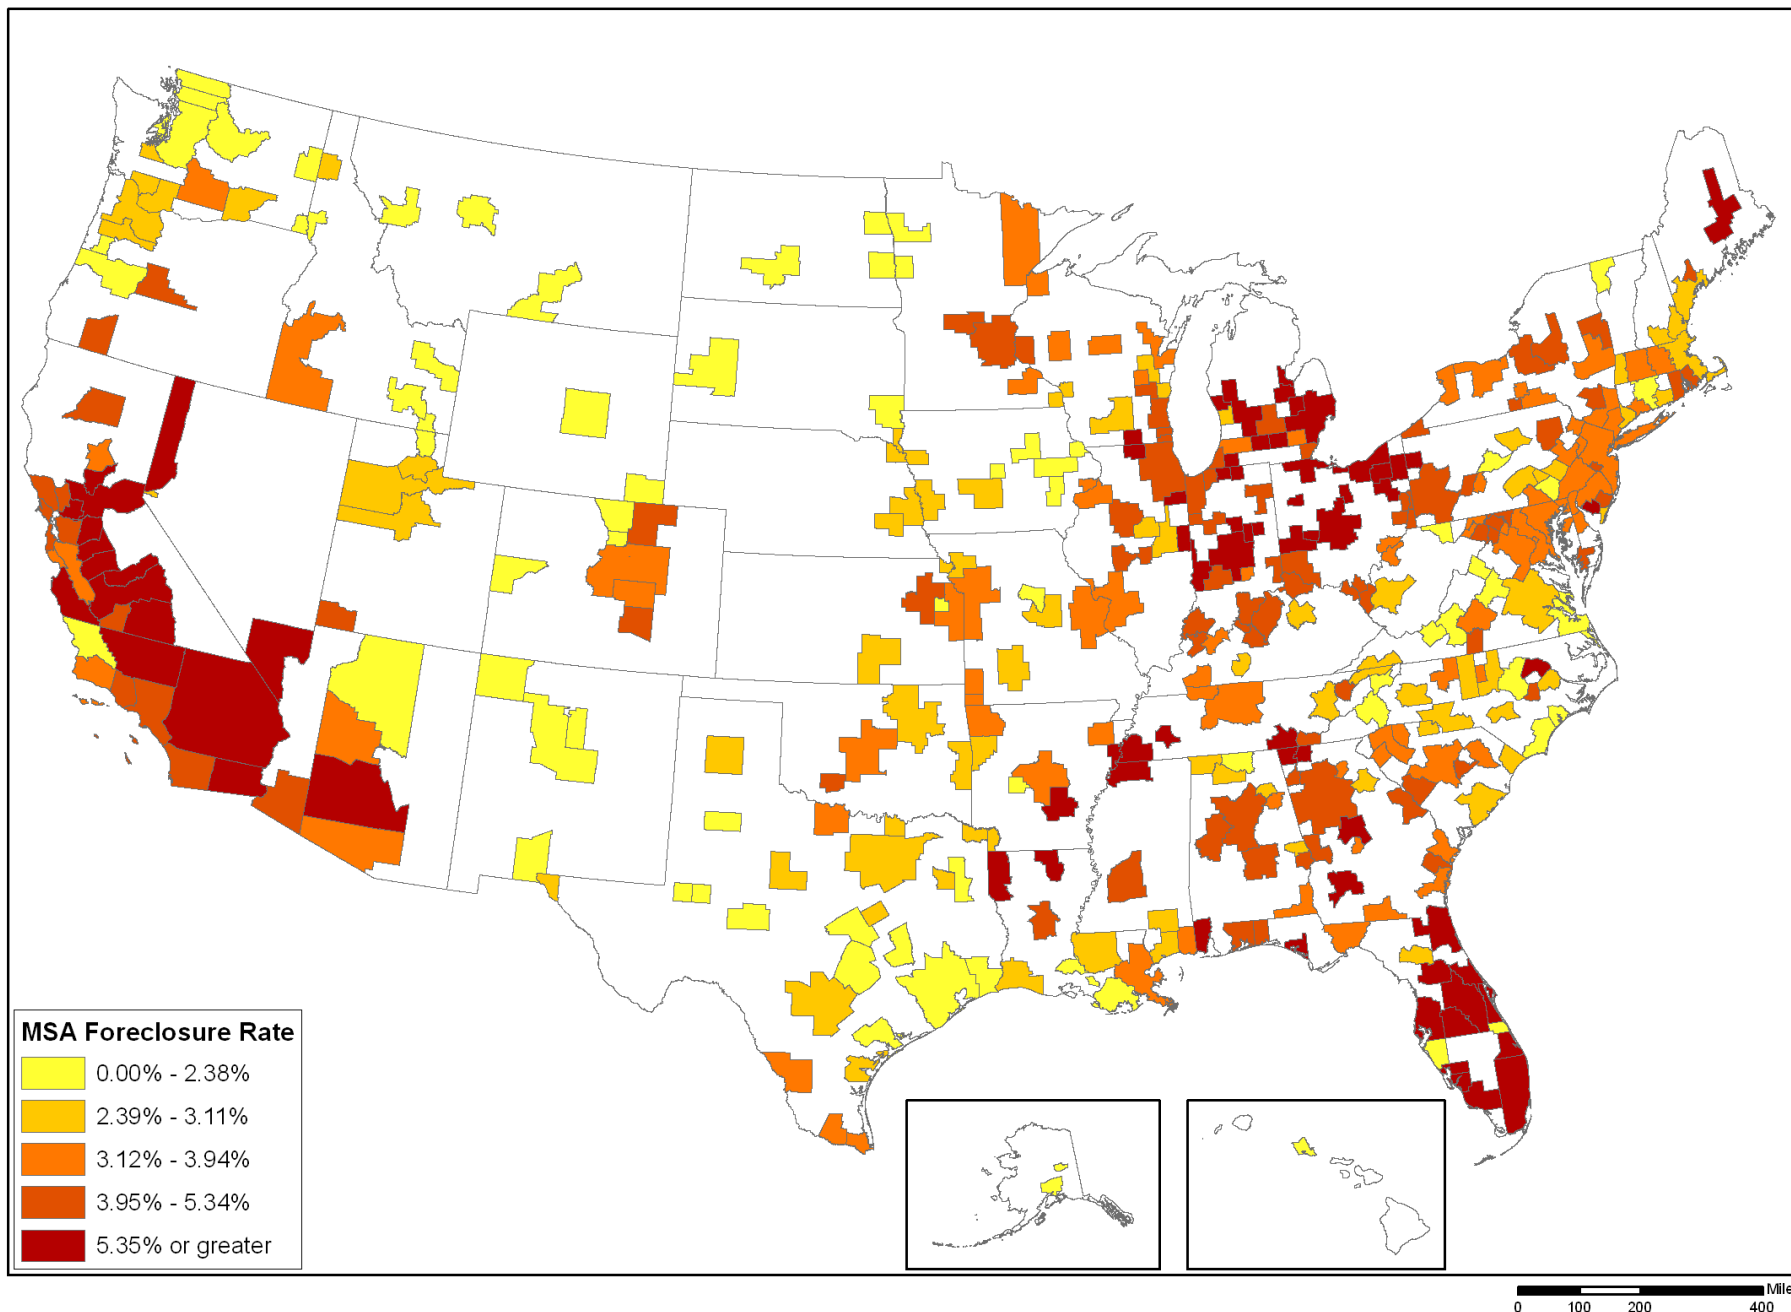 MSA Foreclosure Rate
0.00% - 2.38%
2.39% - 3.11%
3.12% - 3.94%
3.95% - 5.34%
5.35% or greater
Mile
0 100 200 400